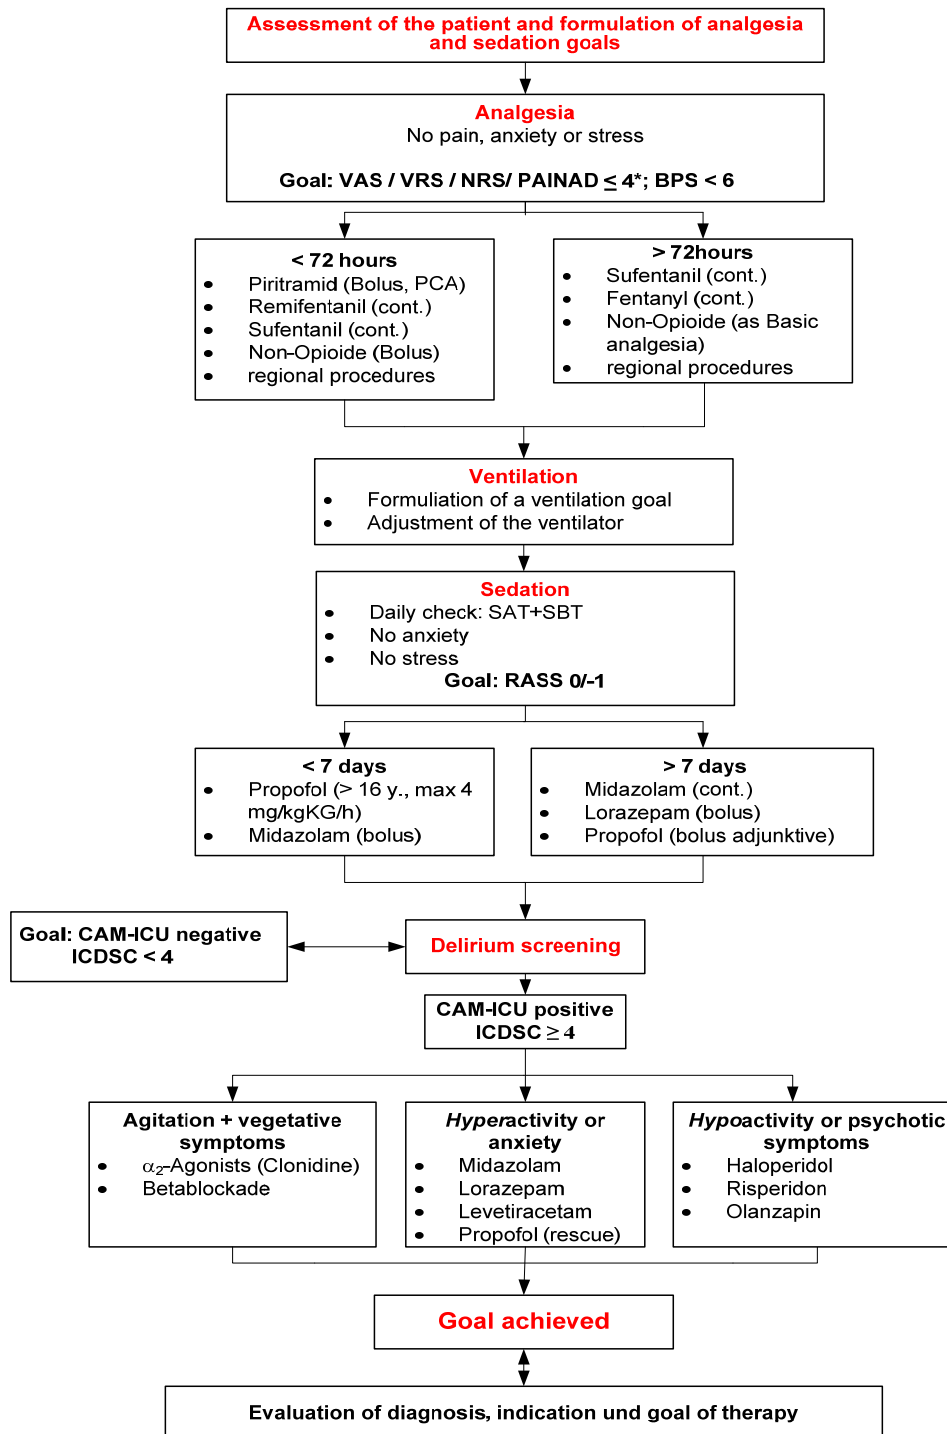 Assessment of the patient and formulation of analgesia
and sedation goals
Analgesia
No pain, anxiety or stress
Goal: VAS / VRS / NRS/ PAINAD ≤ 4*; BPS < 6
< 72 hours
• Piritramid (Bolus, PCA)
• Remifentanil (cont.)
• Sufentanil (cont.)
• Non-Opioide (Bolus)
• regional procedures
> 72hours
• Sufentanil (cont.)
• Fentanyl (cont.)
• Non-Opioide (as Basic
analgesia)
• regional procedures
Ventilation
• Formuliation of a ventilation goal
• Adjustment of the ventilator
Sedation
• Daily check: SAT+SBT
• No anxiety
• No stress
Goal: RASS 0/-1
< 7 days
• Propofol (> 16 y., max 4
mg/kgKG/h)
• Midazolam (bolus)
> 7 days
• Midazolam (cont.)
• Lorazepam (bolus)
• Propofol (bolus adjunktive)
Goal: CAM-ICU negative
ICDSC < 4
Delirium screening
CAM-ICU positive
ICDSC ≥ 4
Agitation + vegetative
symptoms
• α2-Agonists (Clonidine)
• Betablockade
Hyperactivity or
anxiety
• Midazolam
• Lorazepam
• Levetiracetam
• Propofol (rescue)
Hypoactivity or psychotic
symptoms
• Haloperidol
• Risperidon
• Olanzapin
Goal achieved
Evaluation of diagnosis, indication und goal of therapy